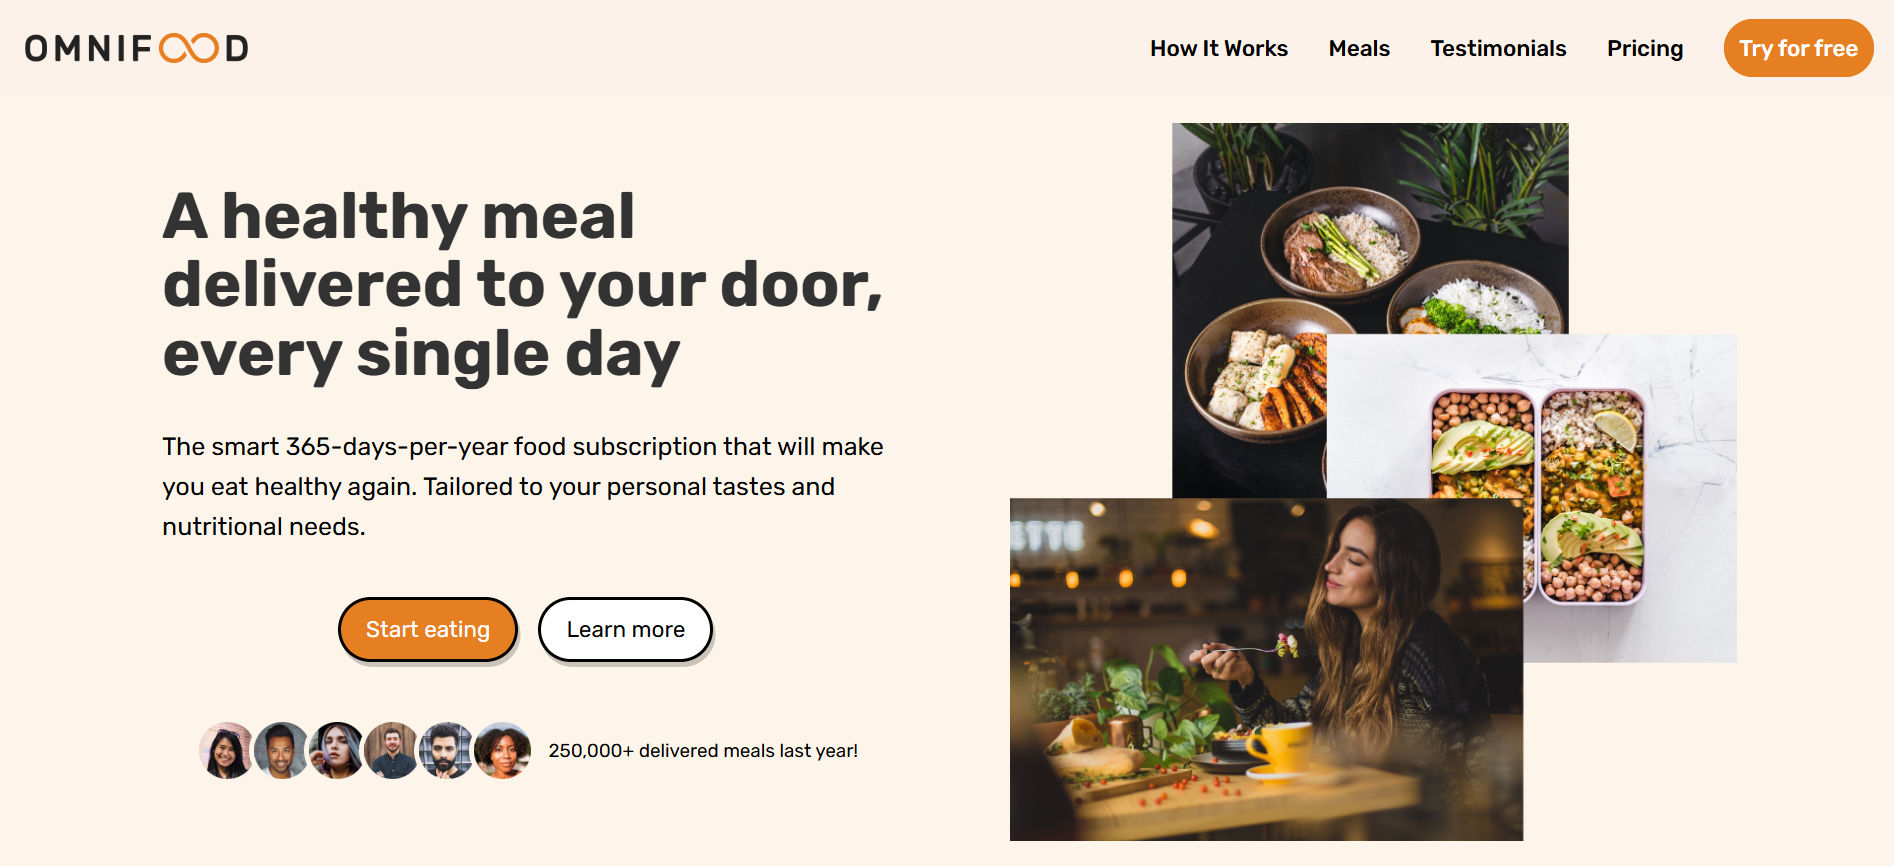 OMNIFOOD
How It Works
Meals
Testimonials
Pricing
Try for free
A healthy meal
delivered to your door,
every single day
The smart 365-days-per-year food subscription that will make
you eat healthy again. Tailored to your personal tastes and
nutritional needs.
Start eating
Learn more
250,000+ delivered meals last year!
ETTE